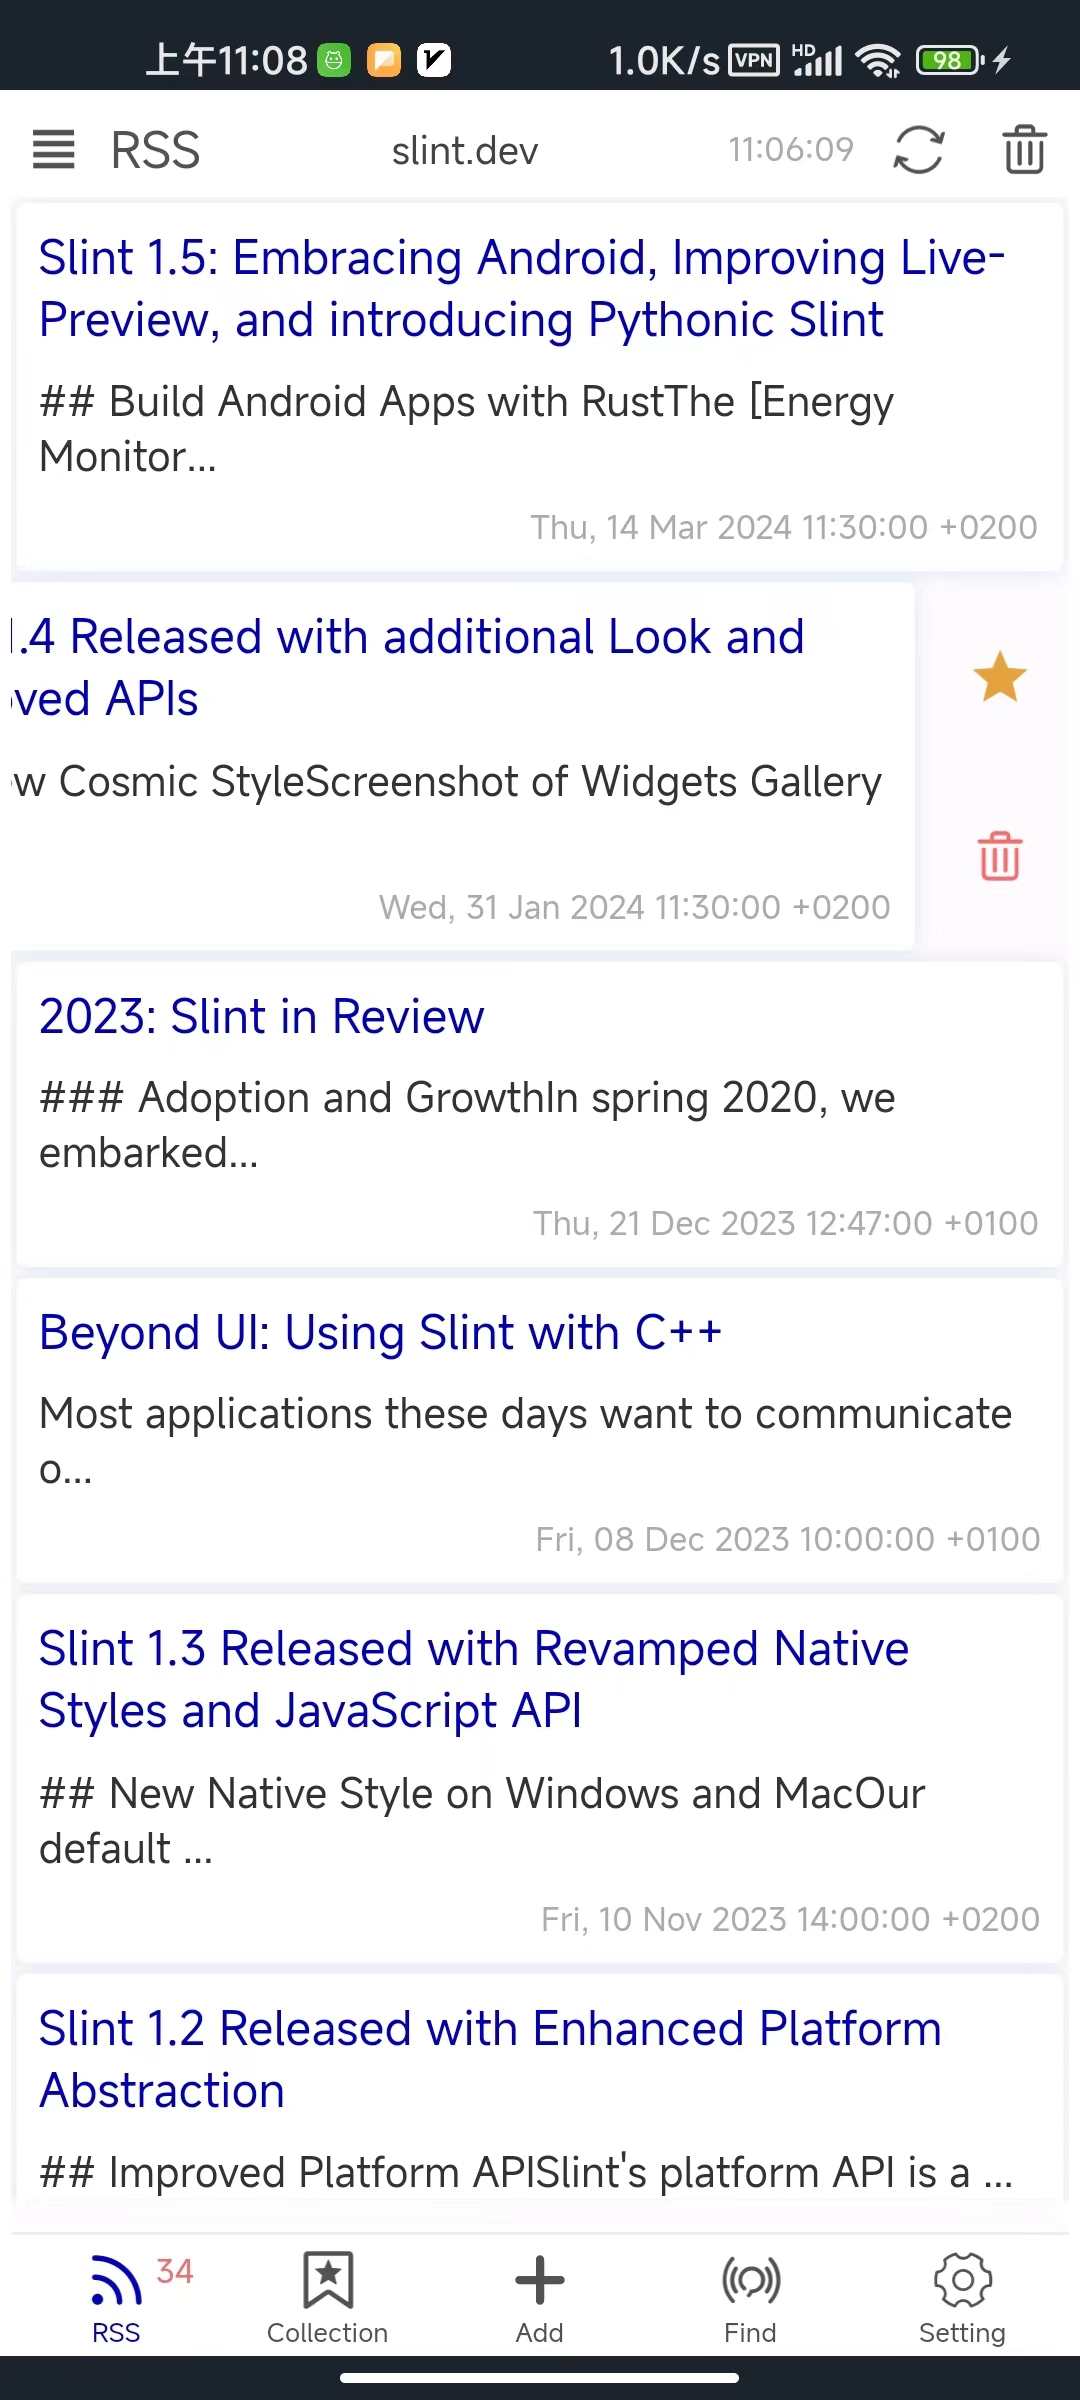 上午11:08
1.0K/s VPN HD 98
RSS slint.dev 11:06:09
Slint 1.5: Embracing Android, Improving Live-
Preview, and introducing Pythonic Slint
## Build Android Apps with RustThe [Energy
Monitor...
Thu, 14 Mar 2024 11:30:00 +0200
.4 Released with additional Look and
ved APIs
w Cosmic StyleScreenshot of Widgets Gallery
Wed, 31 Jan 2024 11:30:00 +0200
2023: Slint in Review
### Adoption and GrowthIn spring 2020, we
embarked...
Thu, 21 Dec 2023 12:47:00 +0100
Beyond UI: Using Slint with C++
Most applications these days want to communicate
o...
Fri, 08 Dec 2023 10:00:00 +0100
Slint 1.3 Released with Revamped Native
Styles and JavaScript API
## New Native Style on Windows and MacOur
default ...
Fri, 10 Nov 2023 14:00:00 +0200
Slint 1.2 Released with Enhanced Platform
Abstraction
## Improved Platform APISlint's platform API is a ...
34
RSS Collection Add Find Setting